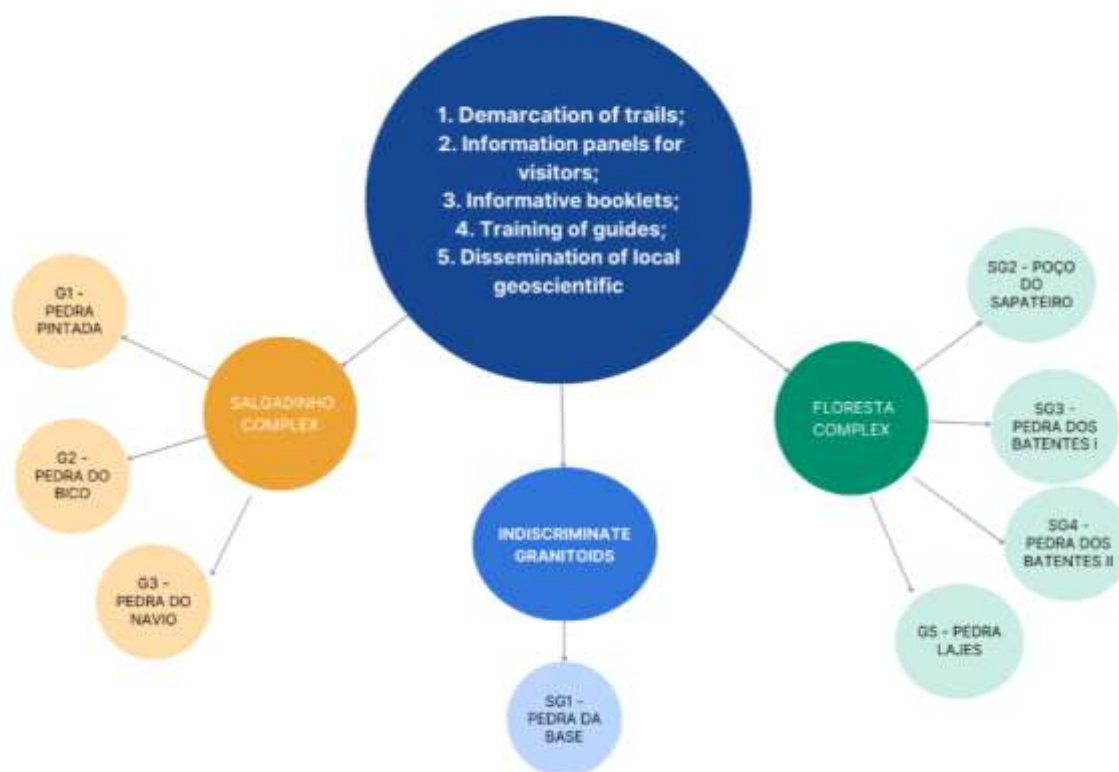 1. Demarcation of trails;
2. Information panels for
visitors;
3. Informative booklets;
4. Training of guides;
5. Dissemination of local
geoscientific
G1 -
PEDRA
PINTADA
SALGADINHO
COMPLEX
G2 -
PEDRA DO
BICO
G3 -
PEDRA DO
NAVIO
INDISCRIMINATE
GRANITOIDS
SG1 -
PEDRA DA
BASE
FLORESTA
COMPLEX
SG2 - POÇO
DO
SAPATEIRO
SG3 -
PEDRA DOS
BATENTES I
SG4 -
PEDRA DOS
BATENTES II
G5 - PEDRA
LAJES